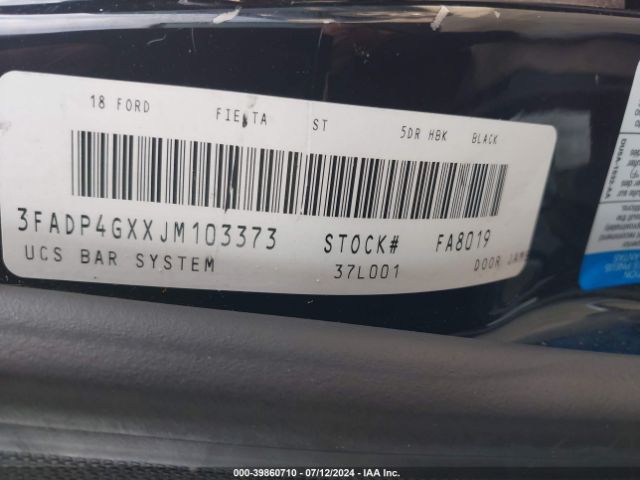 18 FORD FIESTA ST 5DR HBK BLACK
3FADP4GXXJM103373 STOCK# FA8019
UCS BAR SYSTEM 37L001 DOOR JAM
000-39860710 - 07/12/2024 - IAA Inc.